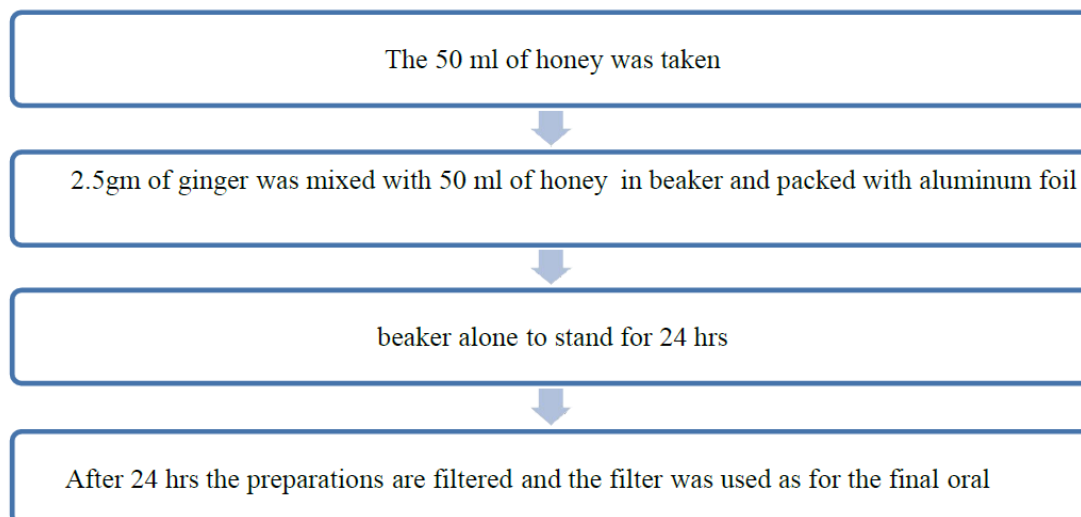 The 50 ml of honey was taken
2.5gm of ginger was mixed with 50 ml of honey in beaker and packed with aluminum foil
beaker alone to stand for 24 hrs
After 24 hrs the preparations are filtered and the filter was used as for the final oral